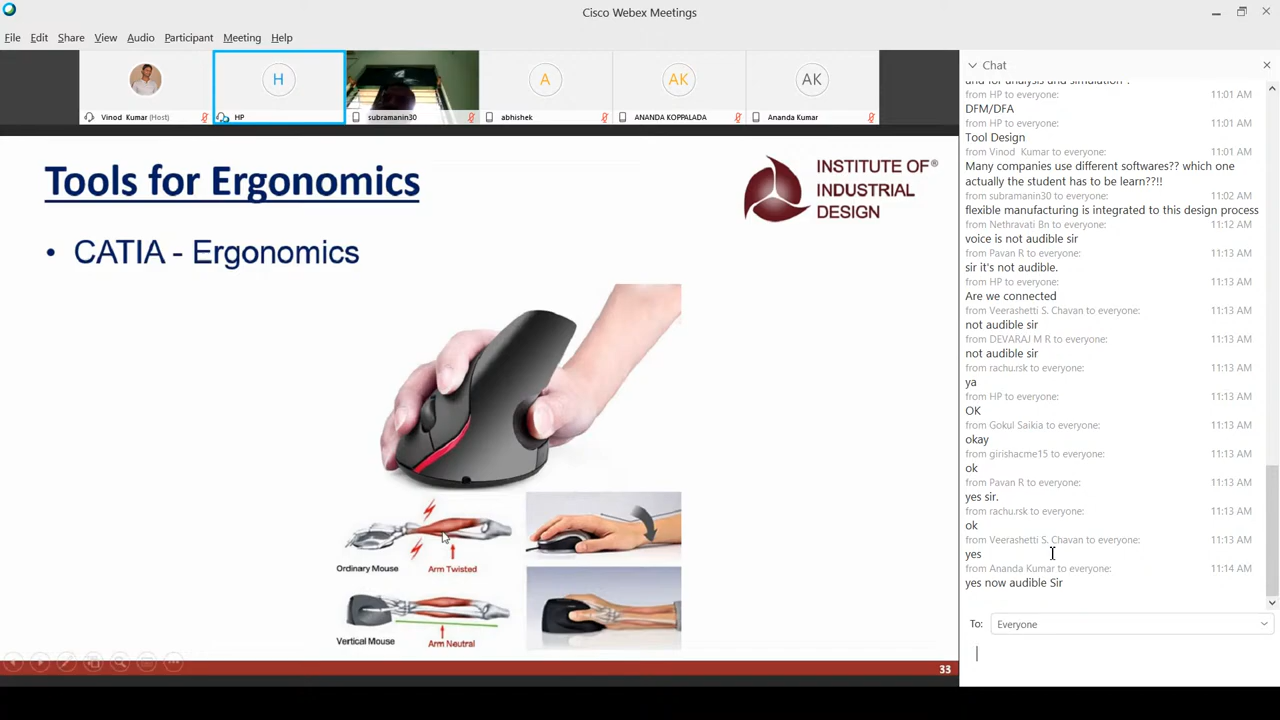 Cisco Webex Meetings
File Edit Share View Audio Participant Meeting Help
H A AK AK
Vinod Kumar (Host) HP subramanin30 abhishek ANANDA KOPPALADA Ananda Kumar
Tools for Ergonomics
INSTITUTE OF®
INDUSTRIAL
DESIGN
• CATIA - Ergonomics
Ordinary Mouse Arm Twisted
Vertical Mouse Arm Neutral
33
Chat
and for analysis and simulation ?
from HP to everyone: 11:01 AM
DFM/DFA
from HP to everyone: 11:01 AM
Tool Design
from Vinod Kumar to everyone: 11:01 AM
Many companies use different softwares?? which one
actually the student has to be learn??!!
from subramanin30 to everyone: 11:02 AM
flexible manufacturing is integrated to this design process
from Nethravati Bn to everyone: 11:12 AM
voice is not audible sir
from Pavan R to everyone: 11:13 AM
sir it's not audible.
from HP to everyone: 11:13 AM
Are we connected
from Veerashetti S. Chavan to everyone: 11:13 AM
not audible sir
from DEVARAJ M R to everyone: 11:13 AM
not audible sir
from rachu.rsk to everyone: 11:13 AM
ya
from HP to everyone: 11:13 AM
OK
from Gokul Saikia to everyone: 11:13 AM
okay
from girishacme15 to everyone: 11:13 AM
ok
from Pavan R to everyone: 11:13 AM
yes sir.
from rachu.rsk to everyone: 11:13 AM
ok
from Veerashetti S. Chavan to everyone: 11:13 AM
yes
from Ananda Kumar to everyone: 11:14 AM
yes now audible Sir
To: Everyone